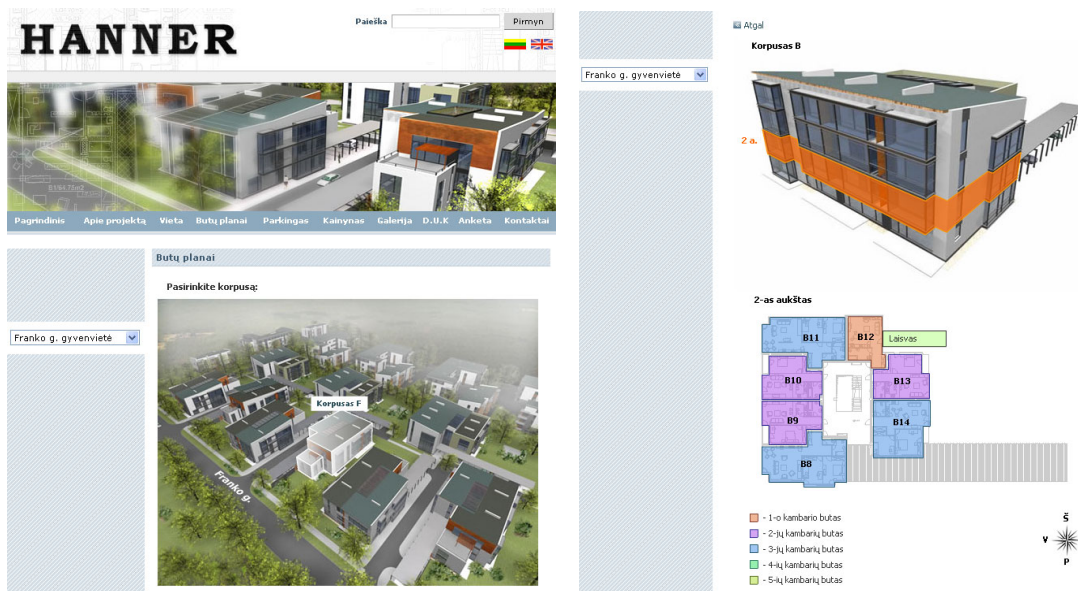 HANNER
Paieška
Pirmyn
Pagrindinis Apie projektą Vieta Butų planai Parkingas Kainynas Galerija D.U.K Anketa Kontaktai
Franko g. gyvenvietė
Butų planai
Pasirinkite korpusą:
Korpusas F
Franko g.
Franko g. gyvenvietė
Atgal
Korpusas B
2 a.
2-as aukštas
B11
B12
Laisvas
B10
B13
B9
B14
B8
- 1-o kambario butas
- 2-jų kambarių butas
- 3-jų kambarių butas
- 4-ių kambarių butas
- 5-ių kambarių butas
Š
V
P